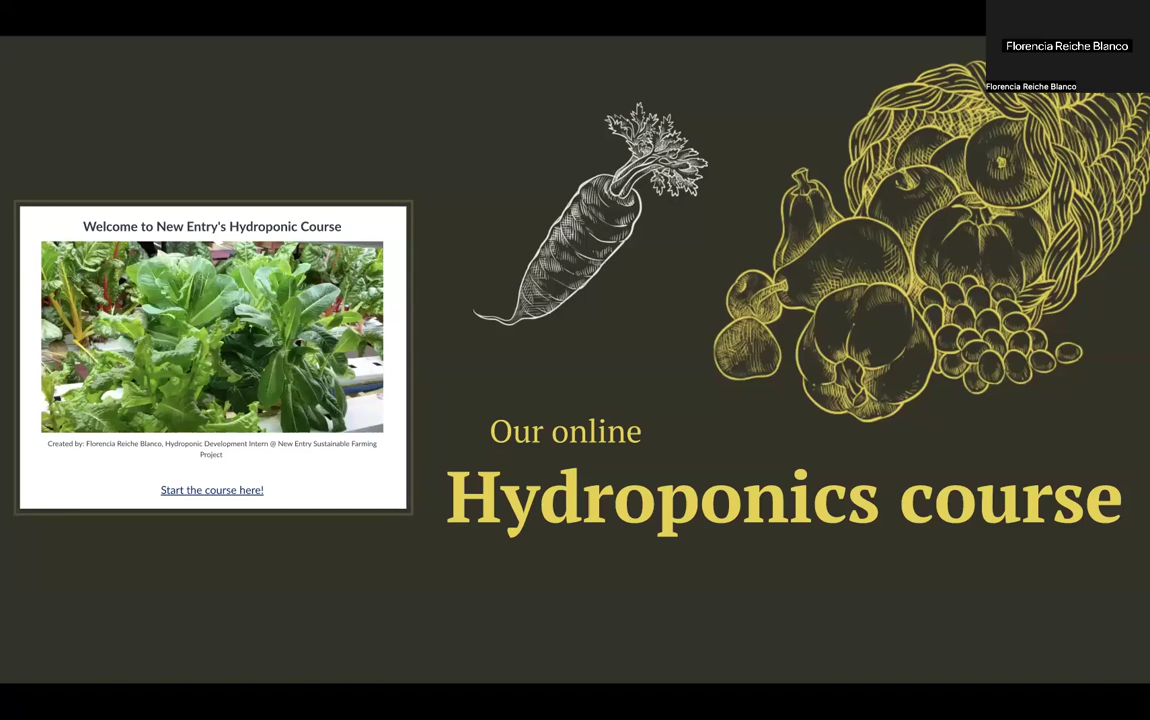 Florencia Reiche Blanco
Florencia Reiche Blanco
Welcome to New Entry's Hydroponic Course
Created by: Florencia Reiche Blanco, Hydroponic Development Intern @ New Entry Sustainable Farming
Project
Start the course here!
Our online
Hydroponics course